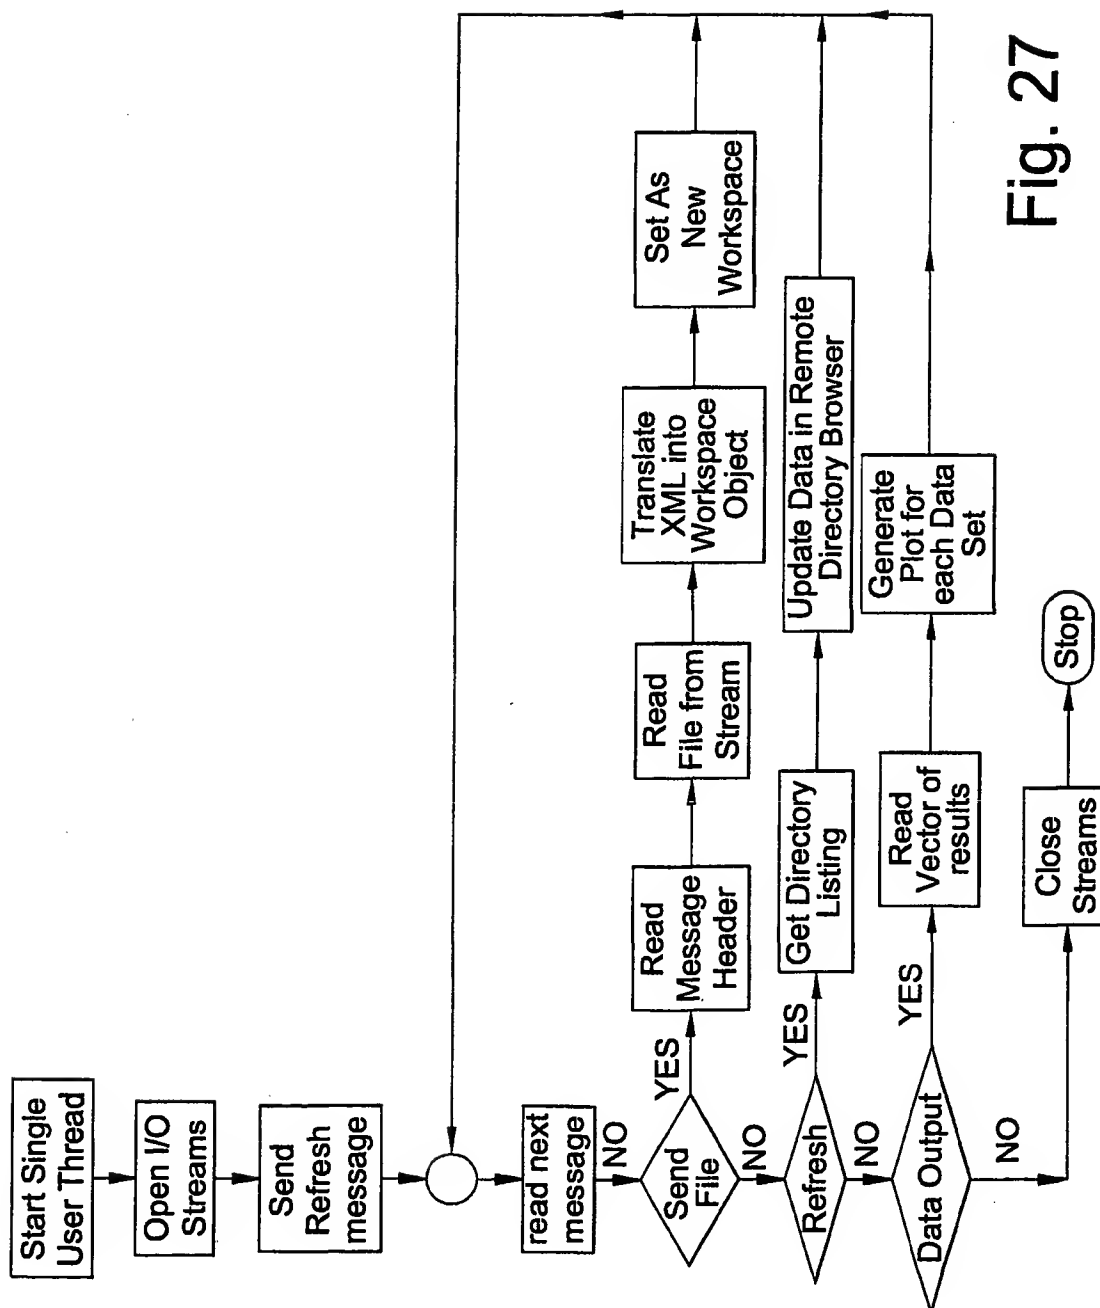 Start Single
User Thread
Open I/O
Streams
Send
Refresh
message
read next
message
NO
Send
File
YES
Read
Message
Header
Read
File from
Stream
Translate
XML into
Workspace
Object
Set As
New
Workspace
NO
Refresh
YES
Get Directory
Listing
Update Data in Remote
Directory Browser
NO
Data Output
YES
Read
Vector of
results
Generate
Plot for
each Data
Set
NO
Close
Streams
Stop
Fig. 27